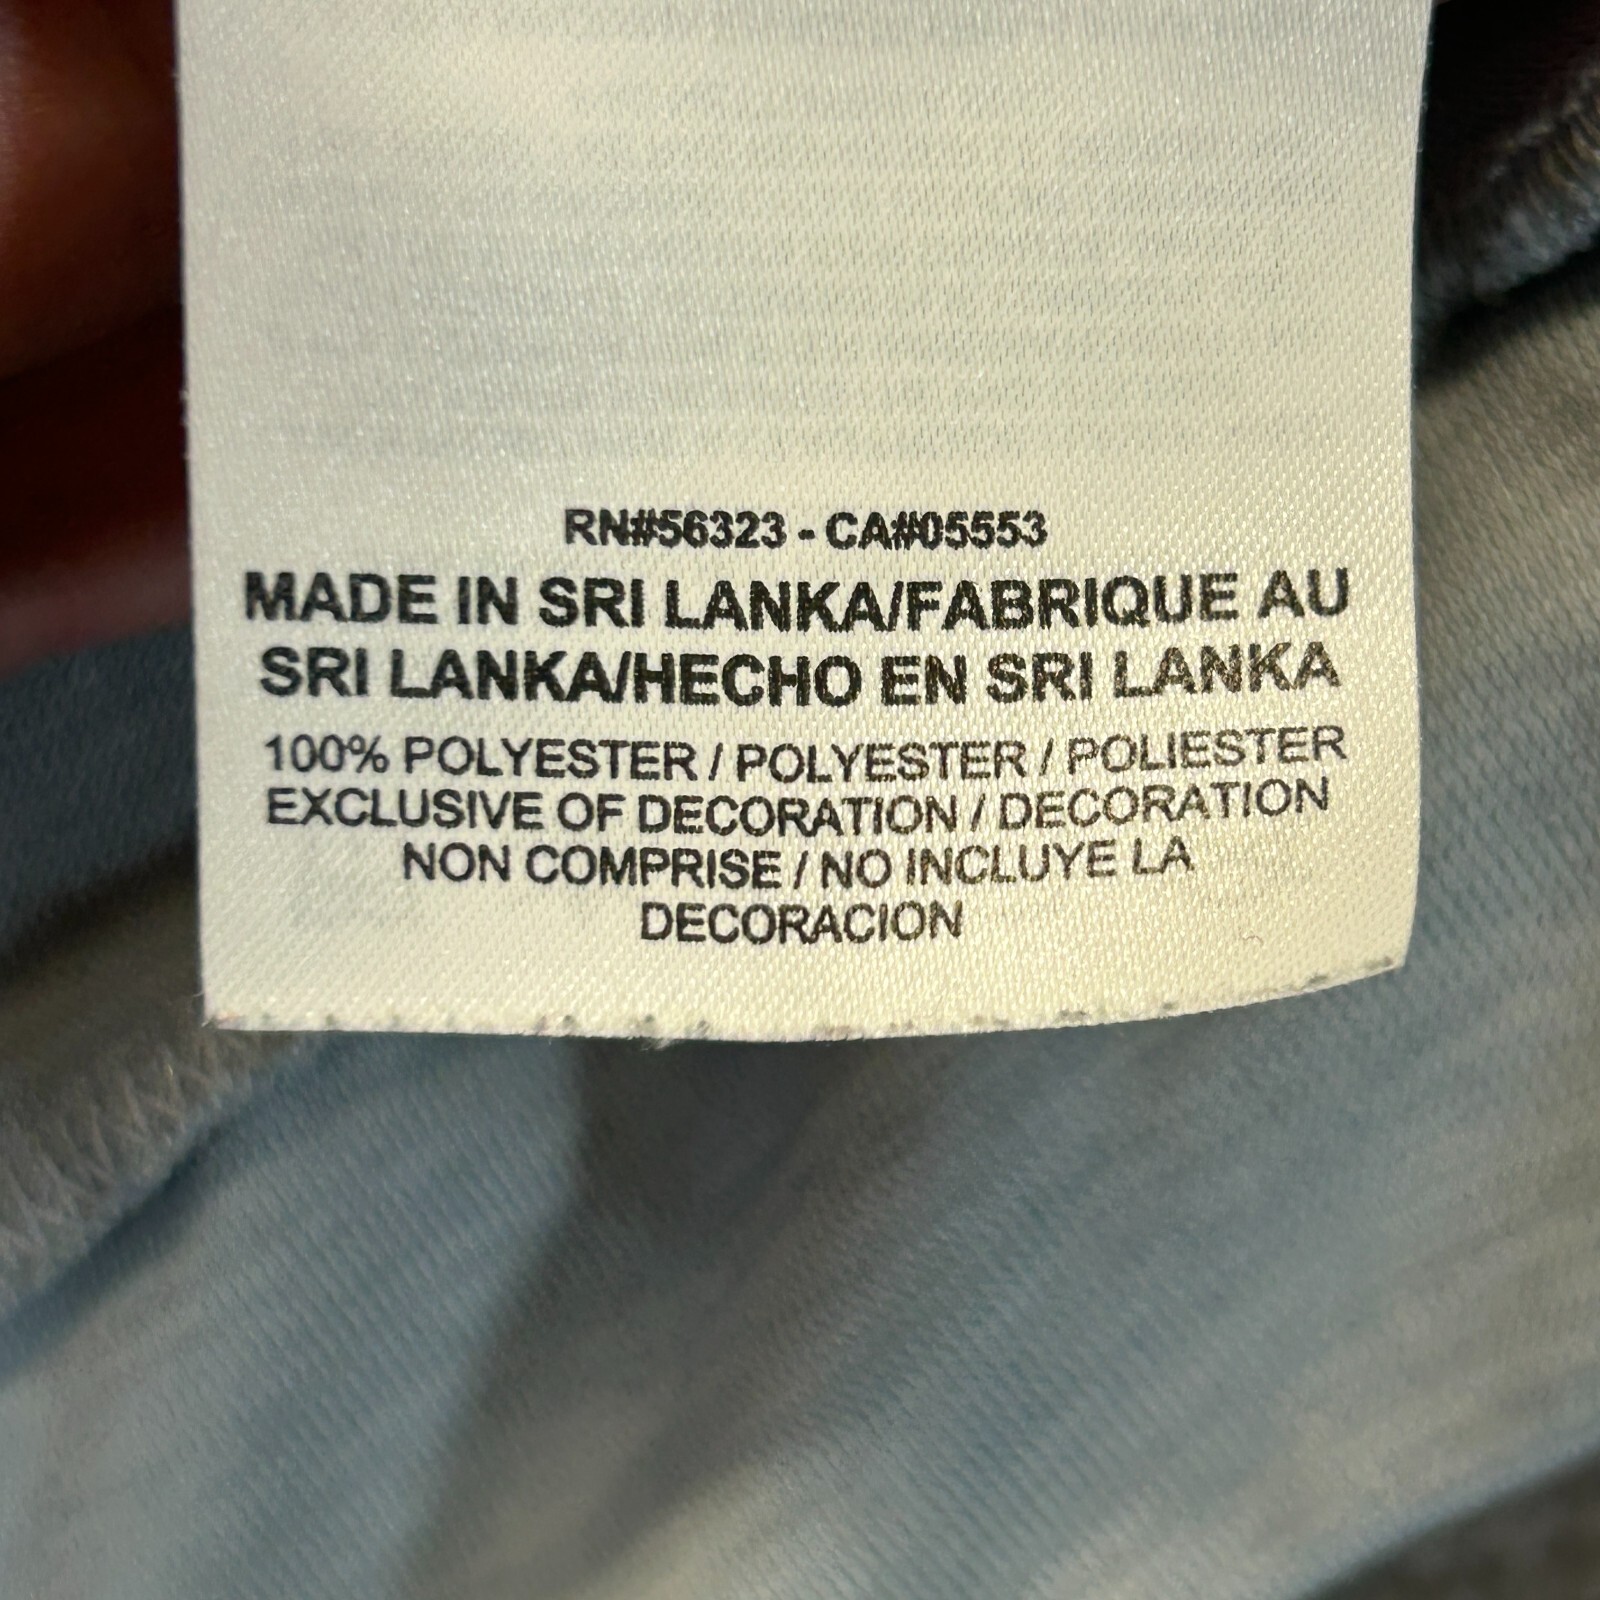 RN#56323 - CA#05553
MADE IN SRI LANKA/FABRIQUE AU
SRI LANKA/HECHO EN SRI LANKA
100% POLYESTER / POLYESTER / POLIESTER
EXCLUSIVE OF DECORATION / DECORATION
NON COMPRISE / NO INCLUYE LA
DECORACION